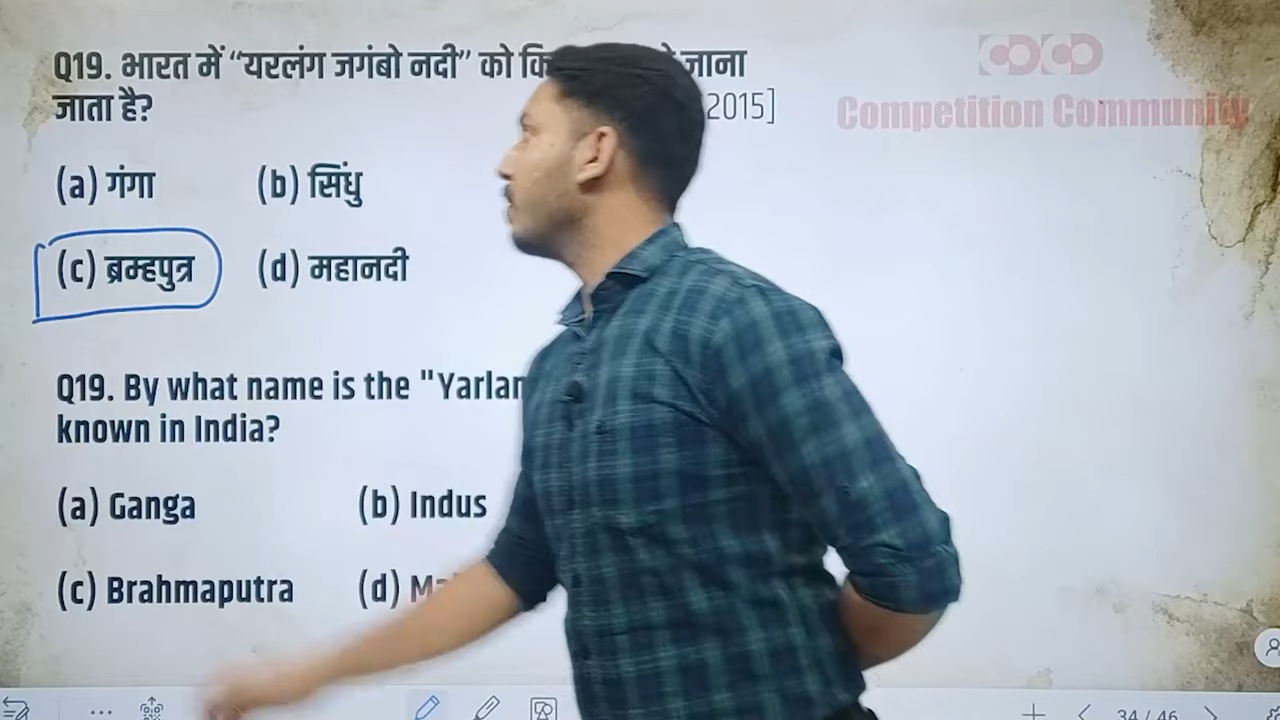 Q19. भारत में “यरलंग जगंबो नदी” को जाना
जाता है? 2015]
(a) गंगा (b) सिंधु
(c) ब्रम्हपुत्र (d) महानदी
Q19. By what name is the "Yarlan
known in India?
(a) Ganga (b) Indus
(c) Brahmaputra (d)
Competition Community
34 / 46